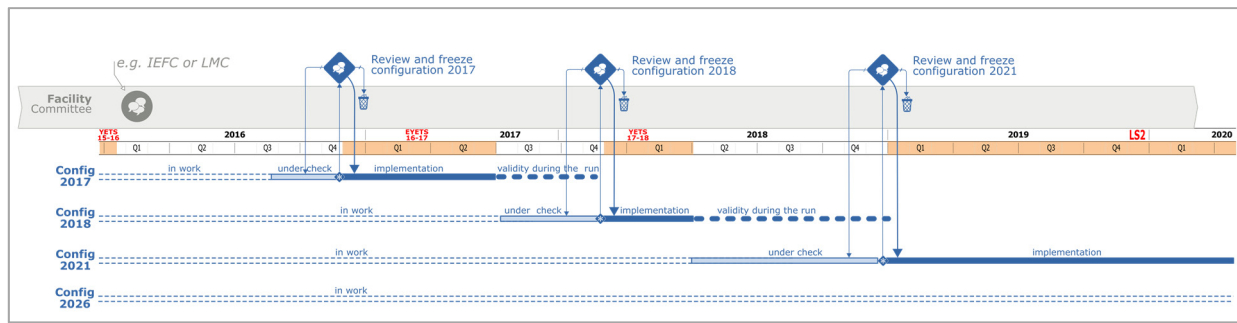 e.g. IEFC or LMC
Review and freeze
configuration 2017
Review and freeze
configuration 2018
Review and freeze
configuration 2021
Facility
Committee
YETS
15-16
2016
EYETS
16-17
2017
YETS
17-18
2018
2019
LS2
2020
Q1 Q2 Q3 Q4 Q1 Q2 Q3 Q4 Q1 Q2 Q3 Q4 Q1 Q2 Q3 Q4 Q1
Config
2017
in work under check implementation validity during the run
Config
2018
in work under check implementation validity during the run
Config
2021
in work under check implementation
Config
2026
in work